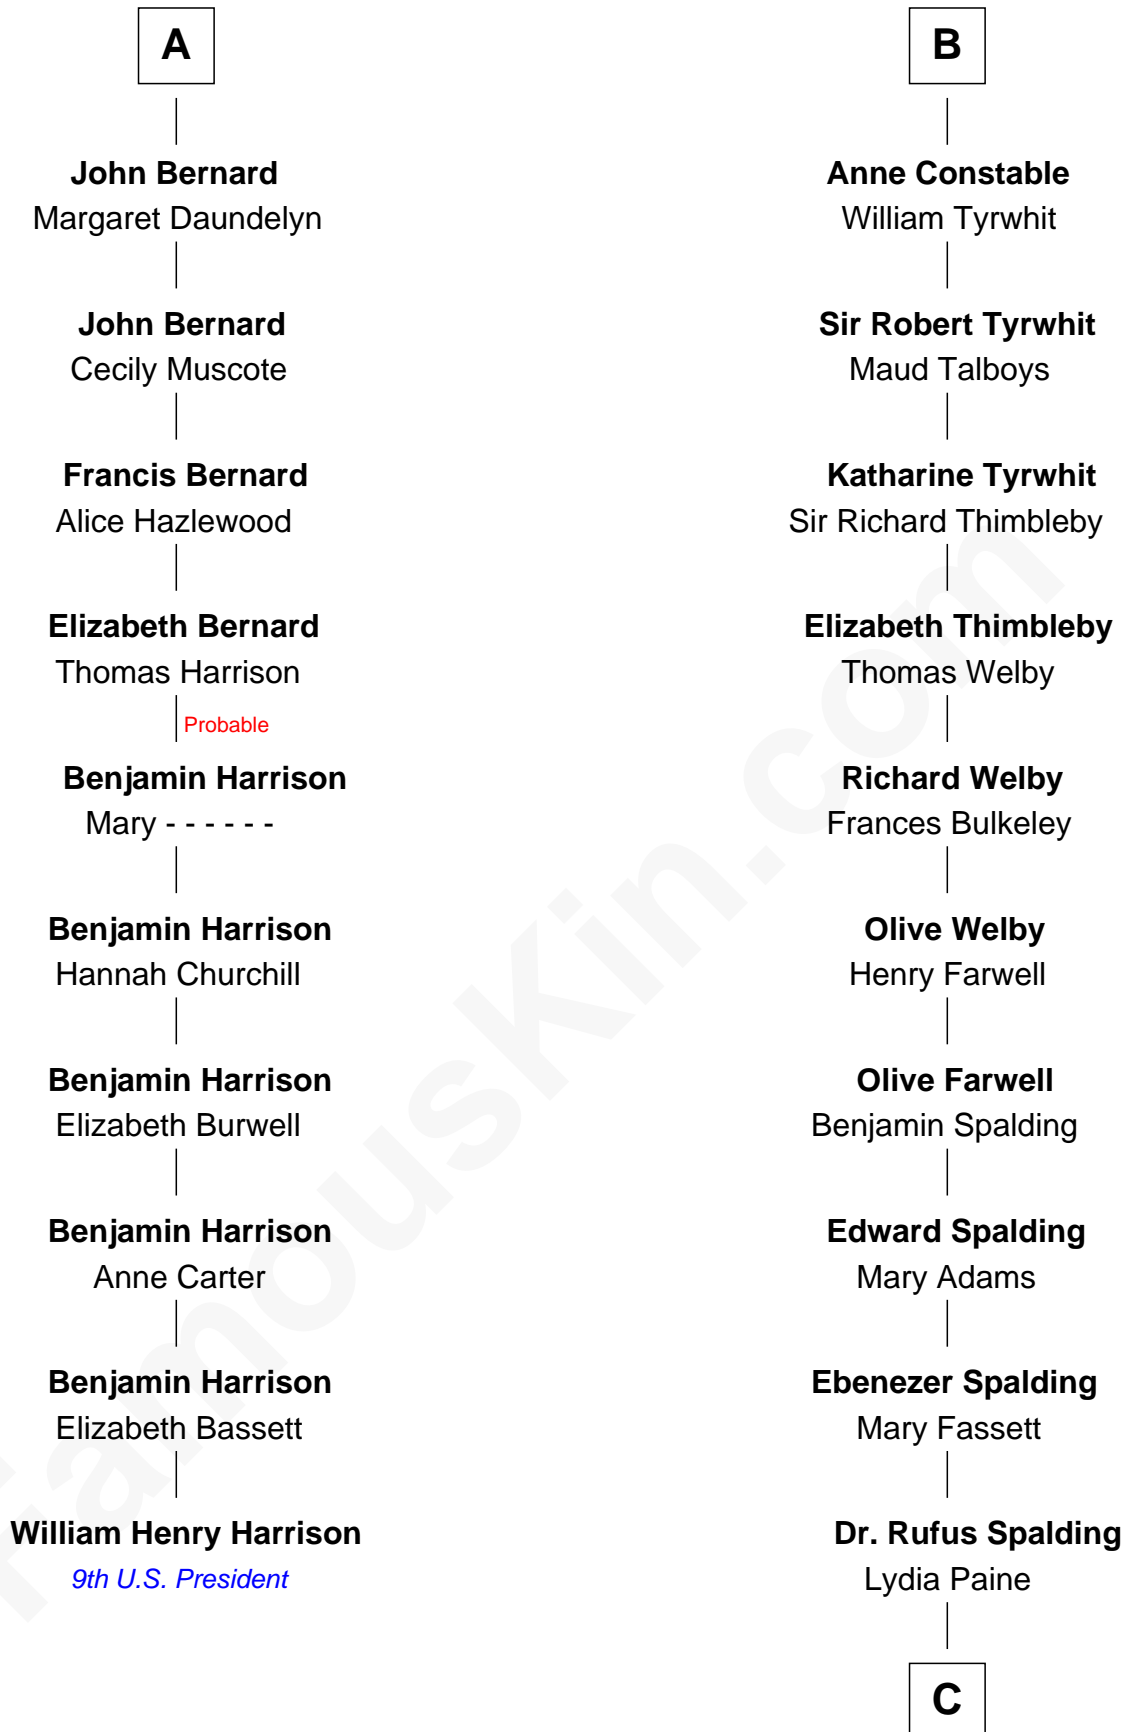 A
John Bernard
Margaret Daundelyn
John Bernard
Cecily Muscote
Francis Bernard
Alice Hazlewood
Elizabeth Bernard
Thomas Harrison
Probable
Benjamin Harrison
Mary - - - - - -
Benjamin Harrison
Hannah Churchill
Benjamin Harrison
Elizabeth Burwell
Benjamin Harrison
Anne Carter
Benjamin Harrison
Elizabeth Bassett
William Henry Harrison
9th U.S. President
B
Anne Constable
William Tyrwhit
Sir Robert Tyrwhit
Maud Talboys
Katharine Tyrwhit
Sir Richard Thimbleby
Elizabeth Thimbleby
Thomas Welby
Richard Welby
Frances Bulkeley
Olive Welby
Henry Farwell
Olive Farwell
Benjamin Spalding
Edward Spalding
Mary Adams
Ebenezer Spalding
Mary Fassett
Dr. Rufus Spalding
Lydia Paine
C
FamousKin.com